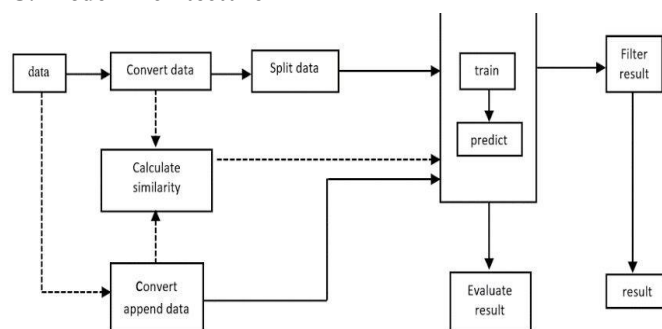 data
Convert data
Split data
train
predict
Filter
result
Calculate
similarity
Convert
append data
Evaluate
result
result